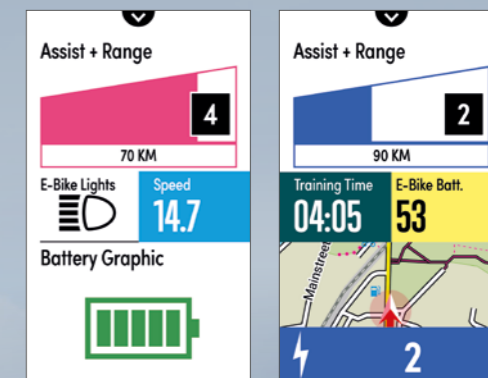 Assist + Range
4
70 KM
E-Bike Lights
Speed
14.7
Battery Graphic
Assist + Range
2
90 KM
Training Time
E-Bike Batt.
04:05
53
Mainstreet
2